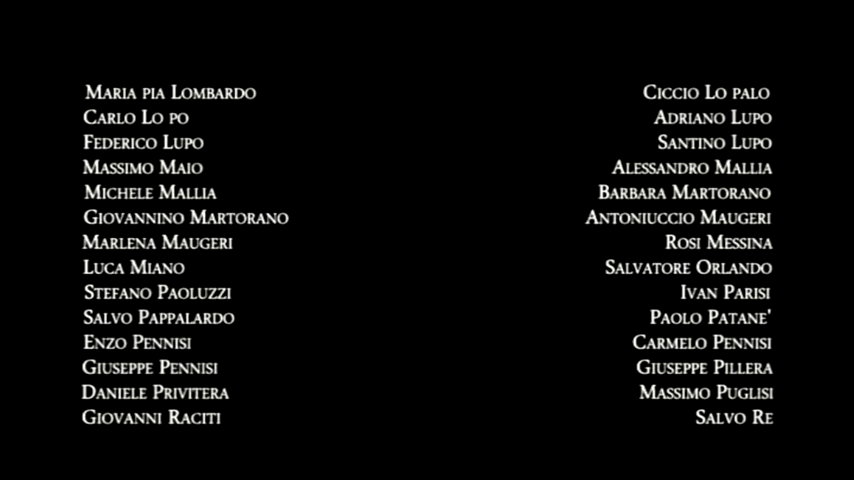 Maria pia Lombardo
Ciccio Lo palo
Carlo Lo po
Adriano Lupo
Federico Lupo
Santino Lupo
Massimo Maio
Alessandro Mallia
Michele Mallia
Barbara Martorano
Giovannino Martorano
Antoniuccio Maugeri
Marlena Maugeri
Rosi Messina
Luca Miano
Salvatore Orlando
Stefano Paoluzzi
Ivan Parisi
Salvo Pappalardo
Paolo Patane'
Enzo Pennisi
Carmelo Pennisi
Giuseppe Pennisi
Giuseppe Pillera
Daniele Privitera
Massimo Puglisi
Giovanni Raciti
Salvo Re